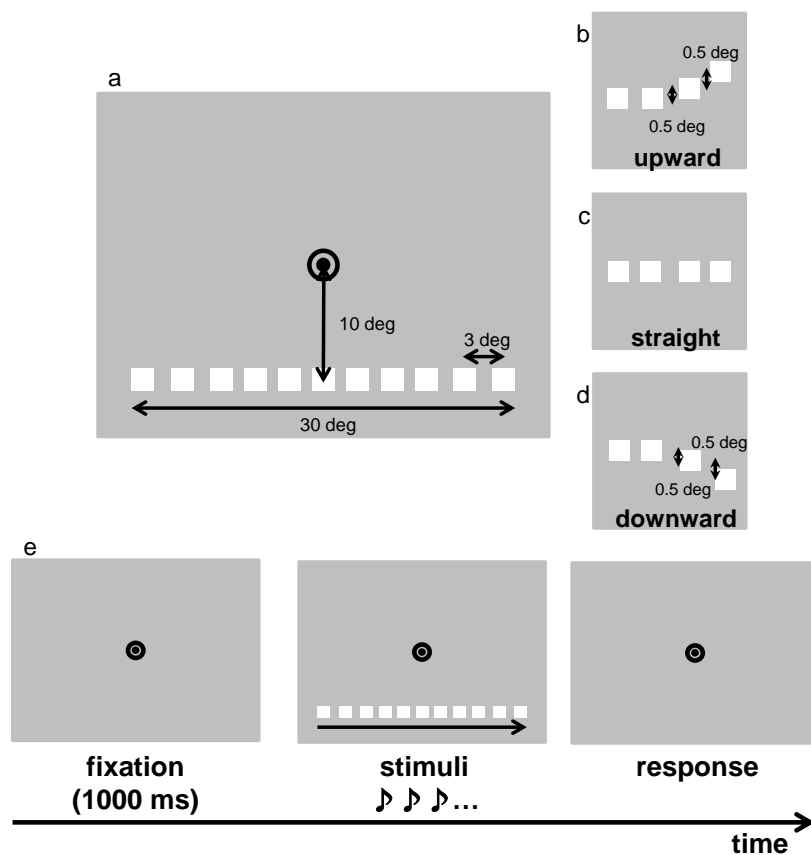 a
10 deg
3 deg
30 deg
b
0.5 deg
0.5 deg
upward
c
straight
d
0.5 deg
0.5 deg
downward
e
fixation
(1000 ms)
stimuli
♪ ♪ ♪...
response
time